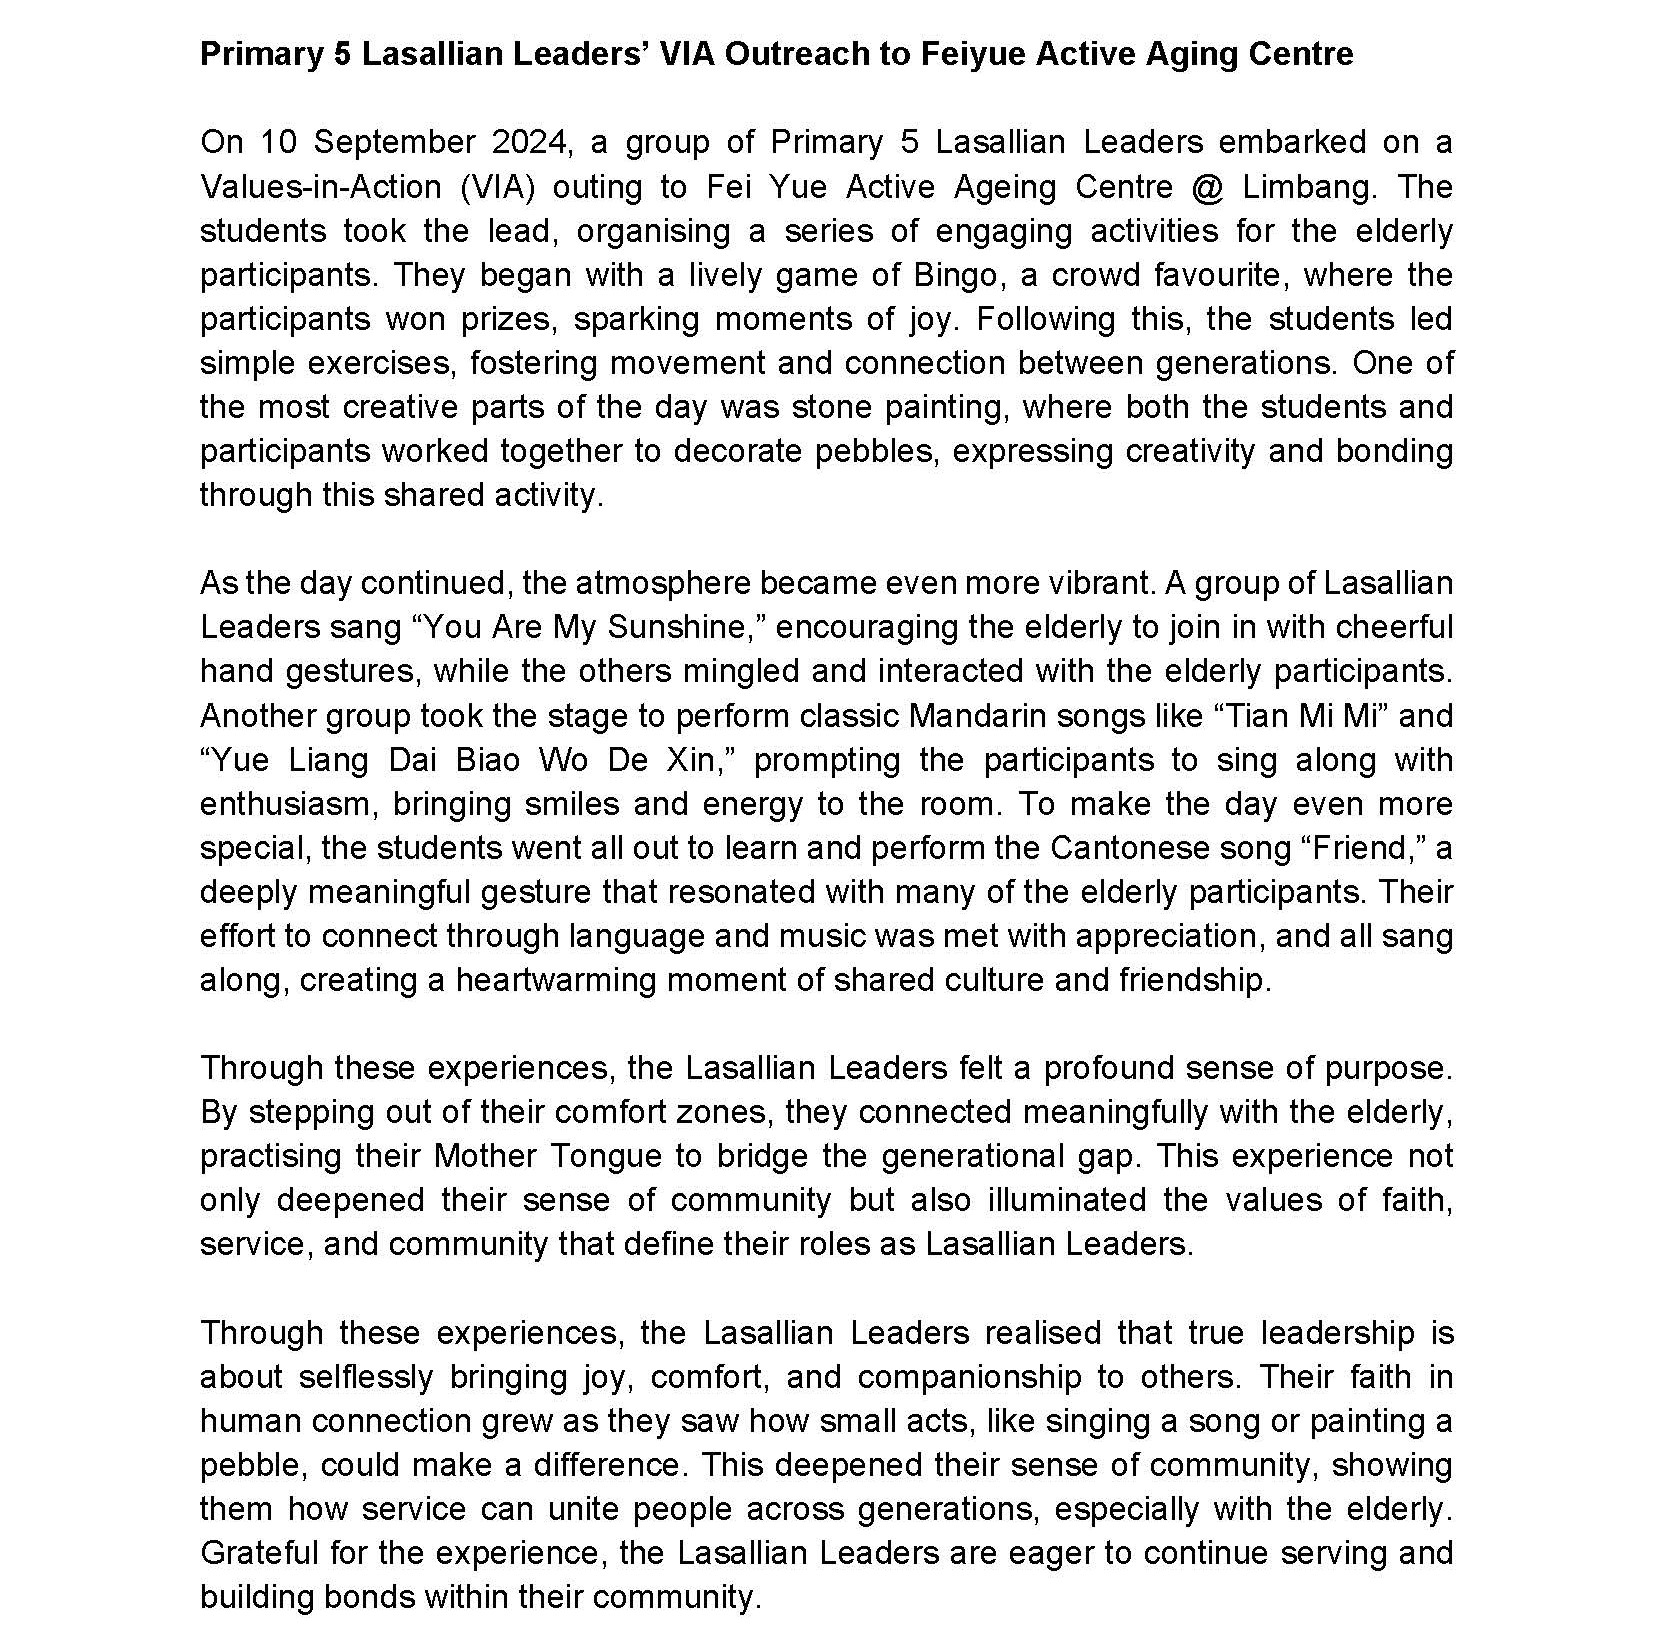 Primary 5 Lasallian Leaders’ VIA Outreach to Feiyue Active Aging Centre
On 10 September 2024, a group of Primary 5 Lasallian Leaders embarked on a
Values-in-Action (VIA) outing to Fei Yue Active Ageing Centre @ Limbang. The
students took the lead, organising a series of engaging activities for the elderly
participants. They began with a lively game of Bingo, a crowd favourite, where the
participants won prizes, sparking moments of joy. Following this, the students led
simple exercises, fostering movement and connection between generations. One of
the most creative parts of the day was stone painting, where both the students and
participants worked together to decorate pebbles, expressing creativity and bonding
through this shared activity.
As the day continued, the atmosphere became even more vibrant. A group of Lasallian
Leaders sang “You Are My Sunshine,” encouraging the elderly to join in with cheerful
hand gestures, while the others mingled and interacted with the elderly participants.
Another group took the stage to perform classic Mandarin songs like “Tian Mi Mi” and
“Yue Liang Dai Biao Wo De Xin,” prompting the participants to sing along with
enthusiasm, bringing smiles and energy to the room. To make the day even more
special, the students went all out to learn and perform the Cantonese song “Friend,” a
deeply meaningful gesture that resonated with many of the elderly participants. Their
effort to connect through language and music was met with appreciation, and all sang
along, creating a heartwarming moment of shared culture and friendship.
Through these experiences, the Lasallian Leaders felt a profound sense of purpose.
By stepping out of their comfort zones, they connected meaningfully with the elderly,
practising their Mother Tongue to bridge the generational gap. This experience not
only deepened their sense of community but also illuminated the values of faith,
service, and community that define their roles as Lasallian Leaders.
Through these experiences, the Lasallian Leaders realised that true leadership is
about selflessly bringing joy, comfort, and companionship to others. Their faith in
human connection grew as they saw how small acts, like singing a song or painting a
pebble, could make a difference. This deepened their sense of community, showing
them how service can unite people across generations, especially with the elderly.
Grateful for the experience, the Lasallian Leaders are eager to continue serving and
building bonds within their community.